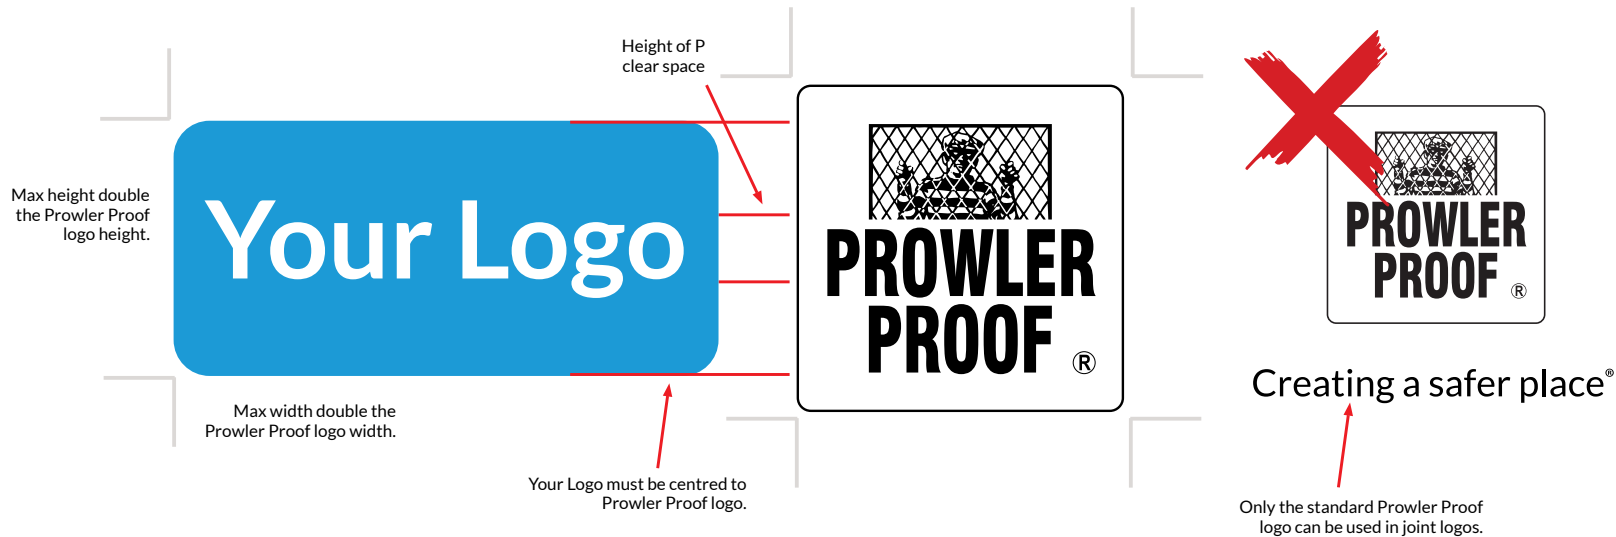 Height of P
clear space
Max height double
the Prowler Proof
logo height.
Your Logo
PROWLER
PROOF ®
Max width double the
Prowler Proof logo width.
Your Logo must be centred to
Prowler Proof logo.
PROWLER
PROOF ®
Creating a safer place®
Only the standard Prowler Proof
logo can be used in joint logos.